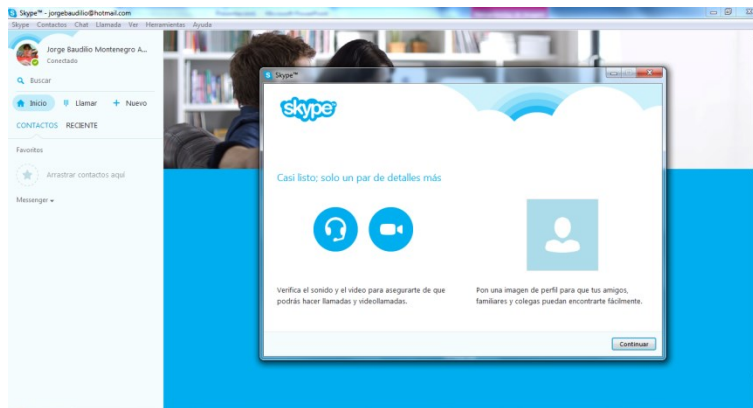 Skype™ - jorgebaudilio@hotmail.com
Skype Contactos Chat Llamada Ver Herramientas Ayuda
Jorge Baudilio Montenegro A...
Conectado
Buscar
Inicio
Llamar
Nuevo
CONTACTOS RECIENTE
Favoritos
Arrastrar contactos aquí
Messenger
Skype™
skype™
Casi listo; solo un par de detalles más
Verifica el sonido y el video para asegurarte de que
podrás hacer llamadas y videollamadas.
Pon una imagen de perfil para que tus amigos,
familiares y colegas puedan encontrarte fácilmente.
Continuar